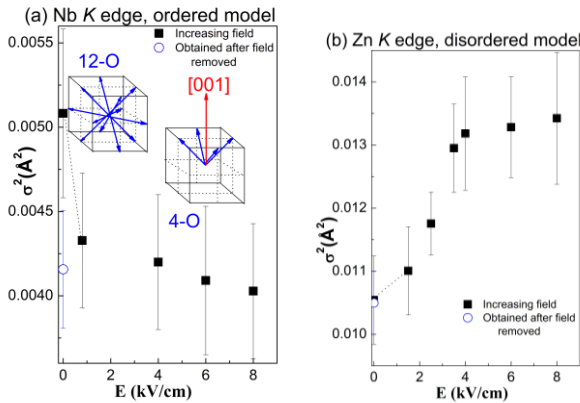 (a) Nb K edge, ordered model
Increasing field
Obtained after field
removed
12-O
[001]
4-O
σ²(Å²)
0.0055
0.0050
0.0045
0.0040
0 2 4 6 8
E (kV/cm)
(b) Zn K edge, disordered model
σ²(Å²)
0.014
0.013
0.012
0.011
0.010
Increasing field
Obtained after field
removed
0 2 4 6 8
E (kV/cm)